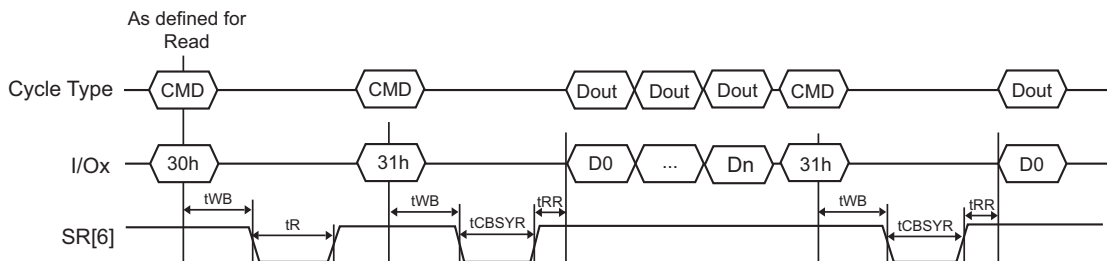 As defined for
Read
Cycle Type CMD CMD Dout Dout Dout CMD Dout
I/Ox 30h 31h D0 ... Dn 31h D0
tWB tR tWB tCBSYR tRR tWB tCBSYR tRR
SR[6]